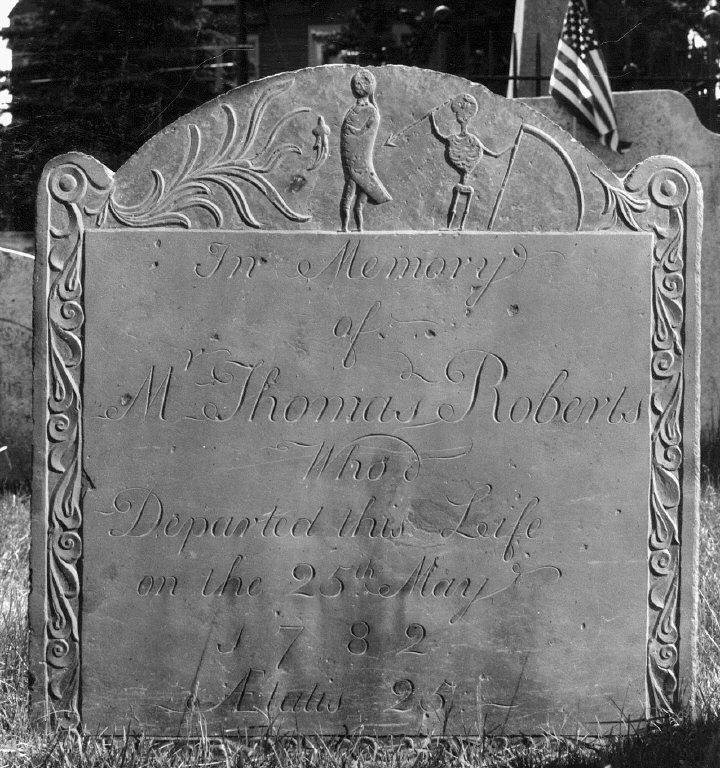 In Memory
of
Mr Thomas Roberts
Who
Departed this Life
on the 25th May
1782
Ætatis 25